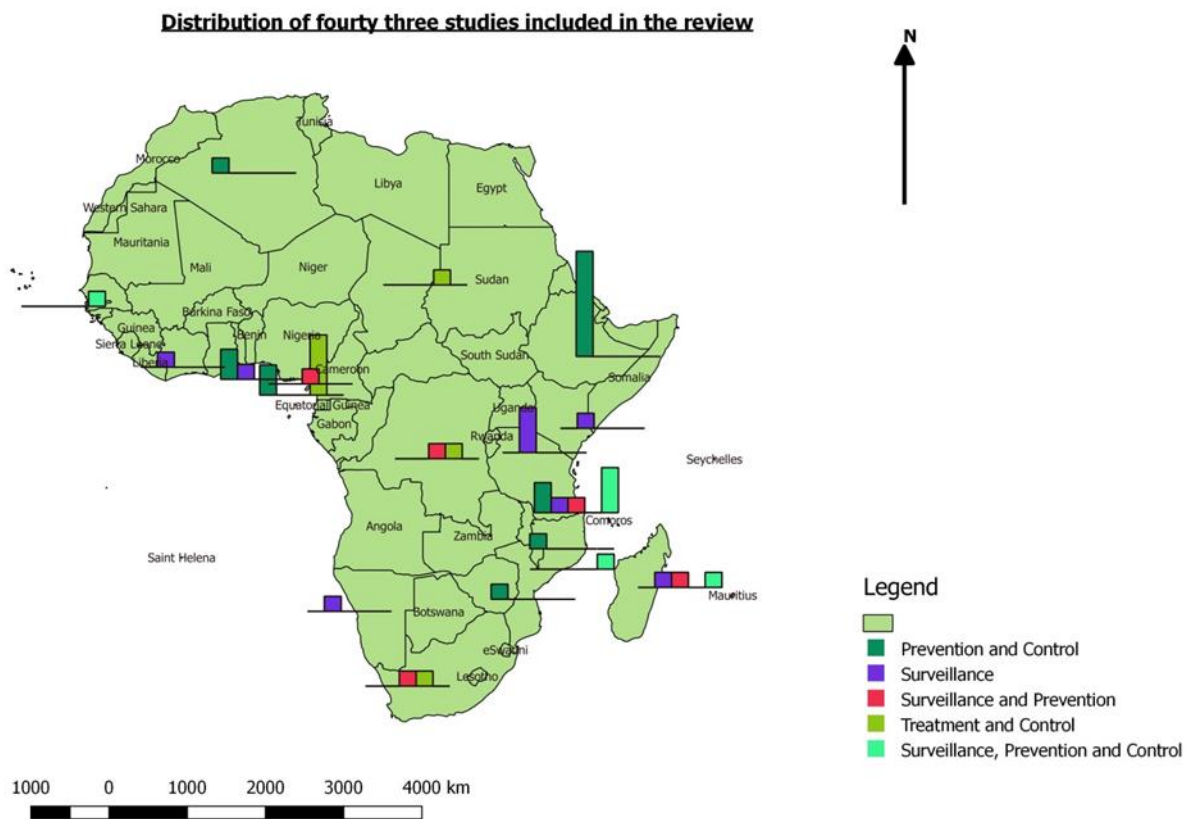 Distribution of fourty three studies included in the review
N
Tunisia
Morocco
Libya
Egypt
Western Sahara
Mauritania
Mali
Niger
Sudan
Burkina Faso
Guinea
Benin
Nigeria
Sierra Leone
Liberia
South Sudan
Cameroon
Somalia
Equatorial Guinea
Gabon
Uganda
Rwanda
Seychelles
Angola
Comoros
Zambia
Saint Helena
Mauritius
Botswana
eSwatini
Lesotho
Legend
Prevention and Control
Surveillance
Surveillance and Prevention
Treatment and Control
Surveillance, Prevention and Control
1000 0 1000 2000 3000 4000 km